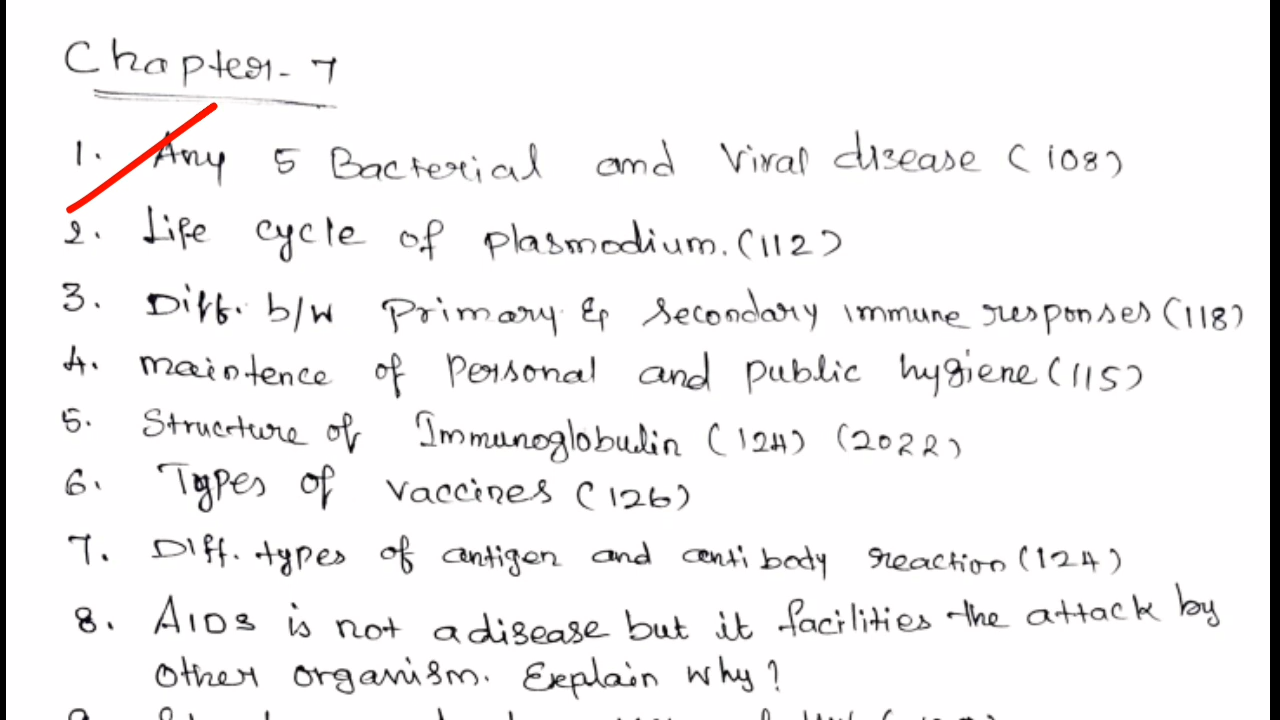 Chapter - 7
1. Any 5 Bacterial and Viral disease (108)
2. Life cycle of plasmodium. (112)
3. Diff. b/w Primary & secondary immune responses (118)
4. maintence of Personal and public hygiene (115)
5. Structure of Immunoglobulin (124) (2022)
6. Types of vaccines (126)
7. Diff. types of antigen and antibody reaction (124)
8. AIDS is not a disease but it facilities the attack by
other organism. Explain why?